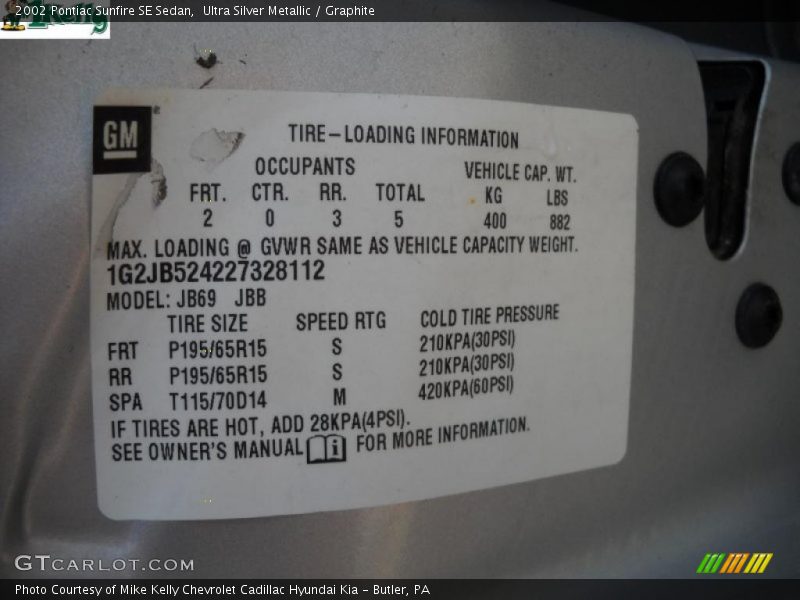 2002 Pontiac Sunfire SE Sedan, Ultra Silver Metallic / Graphite
GM
TIRE-LOADING INFORMATION
OCCUPANTS VEHICLE CAP. WT.
FRT. CTR. RR. TOTAL KG LBS
2 0 3 5 400 882
MAX. LOADING @ GVWR SAME AS VEHICLE CAPACITY WEIGHT.
1G2JB524227328112
MODEL: JB69 JBB
TIRE SIZE SPEED RTG COLD TIRE PRESSURE
FRT P195/65R15 S 210KPA(30PSI)
RR P195/65R15 S 210KPA(30PSI)
SPA T115/70D14 M 420KPA(60PSI)
IF TIRES ARE HOT, ADD 28KPA(4PSI).
SEE OWNER'S MANUAL i FOR MORE INFORMATION.
GTCARLOT.COM
Photo Courtesy of Mike Kelly Chevrolet Cadillac Hyundai Kia - Butler, PA